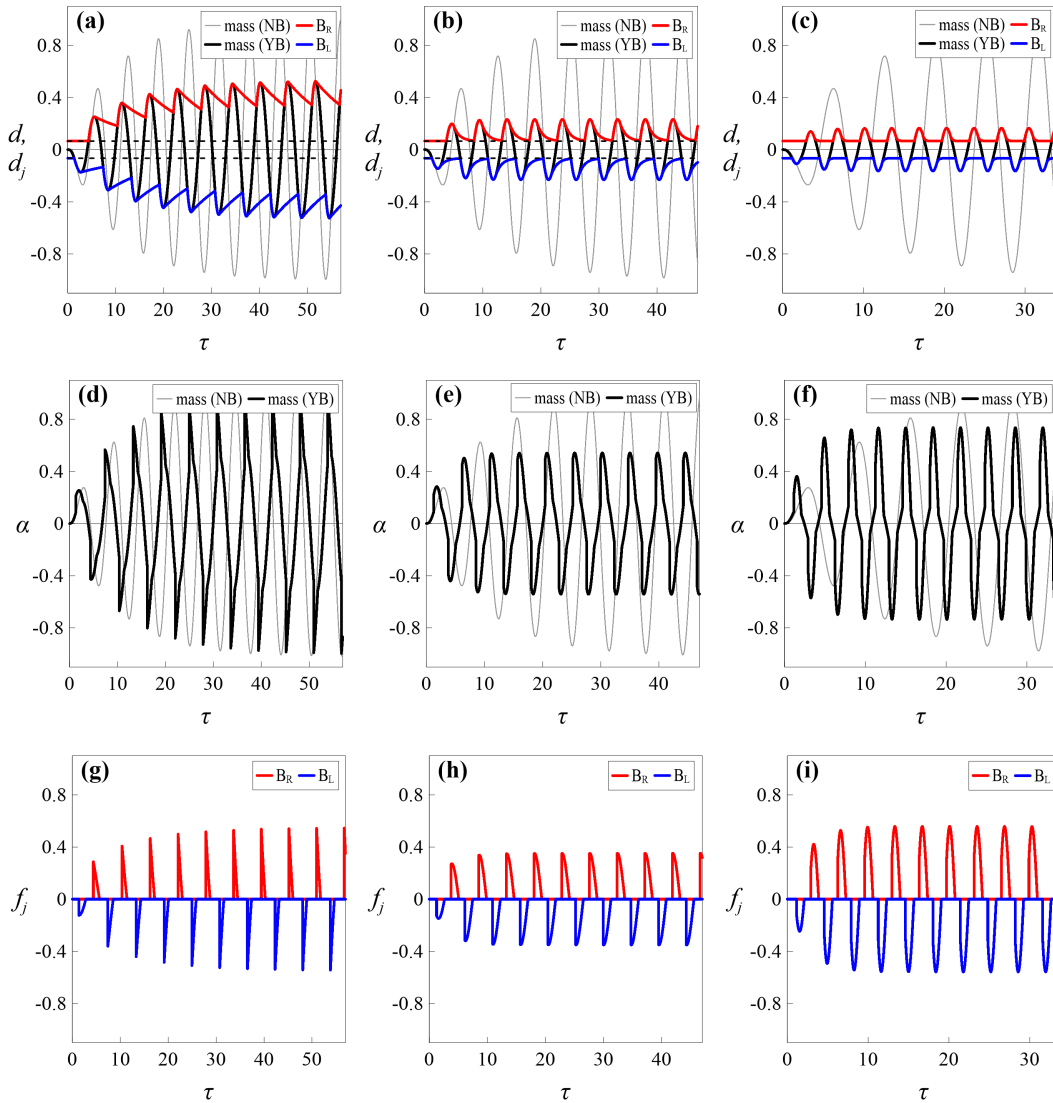 (a) mass (NB) B_R
mass (YB) B_L
0.8
0.4
d, 0
d_j
-0.4
-0.8
0 10 20 30 40 50
τ
(b) mass (NB) B_R
mass (YB) B_L
0.8
0.4
d, 0
d_j
-0.4
-0.8
0 10 20 30 40
τ
(c) mass (NB) B_R
mass (YB) B_L
0.8
0.4
d, 0
d_j
-0.4
-0.8
0 10 20 30
τ
(d) mass (NB) mass (YB)
0.8
0.4
α 0
-0.4
-0.8
0 10 20 30 40 50
τ
(e) mass (NB) mass (YB)
0.8
0.4
α 0
-0.4
-0.8
0 10 20 30 40
τ
(f) mass (NB) mass (YB)
0.8
0.4
α 0
-0.4
-0.8
0 10 20 30
τ
(g) B_R B_L
0.8
0.4
f_j 0
-0.4
-0.8
0 10 20 30 40 50
τ
(h) B_R B_L
0.8
0.4
f_j 0
-0.4
-0.8
0 10 20 30 40
τ
(i) B_R B_L
0.8
0.4
f_j 0
-0.4
-0.8
0 10 20 30
τ